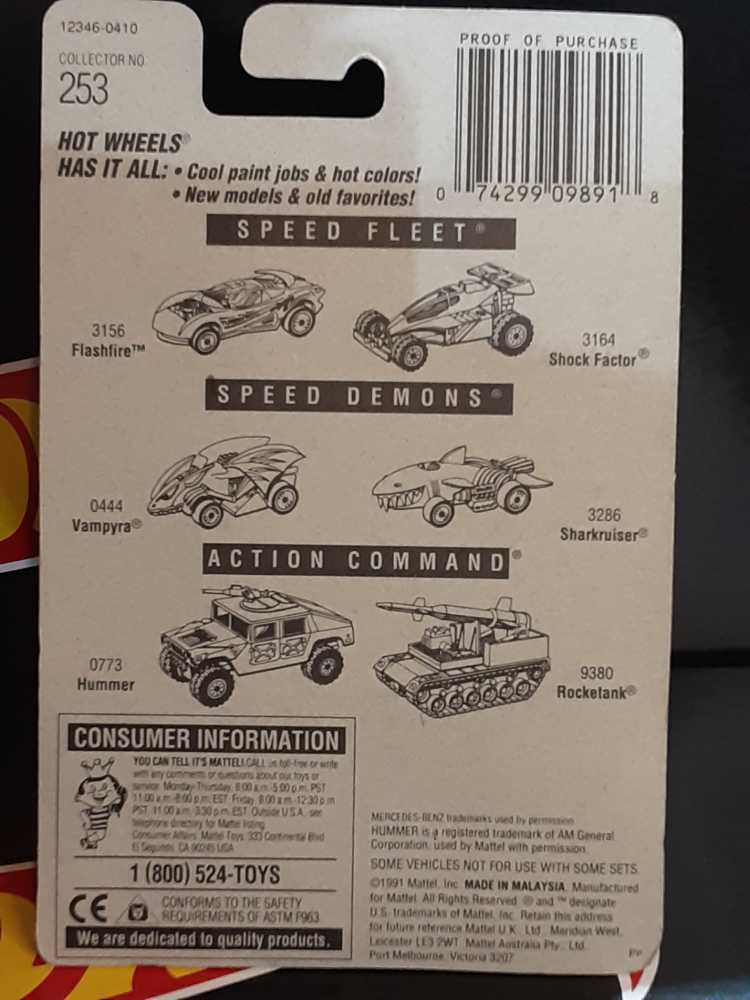 12346-0410
COLLECTOR NO.
253
PROOF OF PURCHASE
0 74299 09891 8
HOT WHEELS®
HAS IT ALL: • Cool paint jobs & hot colors!
• New models & old favorites!
SPEED FLEET®
3156
Flashfire™
3164
Shock Factor®
SPEED DEMONS®
0444
Vampyra®
3286
Sharkruiser®
ACTION COMMAND®
0773
Hummer
9380
Rocketank®
CONSUMER INFORMATION
YOU CAN TELL IT'S MATTEL! CALL us toll-free or write
with any comments or questions about our toys or
service. Monday-Thursday, 8:00 a.m.-5:00 p.m. PST
11:00 a.m.-8:00 p.m. EST. Friday 8:00 a.m.-12:30 p.m.
PST, 11:00 a.m.-3:30 p.m. EST. Outside U.S.A., see
telephone directory for Mattel listing.
Consumer Affairs, Mattel Toys, 333 Continental Blvd.
El Segundo, CA 90245 USA
1 (800) 524-TOYS
CE
CONFORMS TO THE SAFETY
REQUIREMENTS OF ASTM F963.
We are dedicated to quality products.
MERCEDES-BENZ trademarks used by permission.
HUMMER is a registered trademark of AM General
Corporation, used by Mattel with permission.
SOME VEHICLES NOT FOR USE WITH SOME SETS.
©1991 Mattel, Inc. MADE IN MALAYSIA. Manufactured
for Mattel. All Rights Reserved. ® and ™ designate
U.S. trademarks of Mattel, Inc. Retain this address
for future reference: Mattel U.K. Ltd., Meridian West,
Leicester LE3 2WT. Mattel Australia Pty., Ltd.,
Port Melbourne, Victoria 3207.
PP